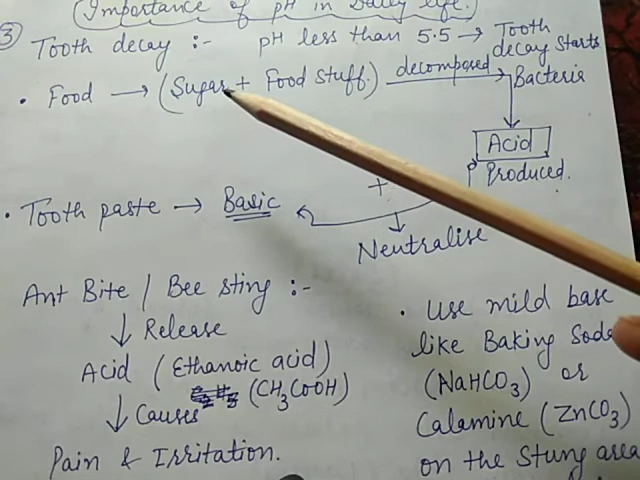 (Importance of pH in Daily life.)
③ Tooth decay :- pH less than 5.5 → Tooth decay starts
• Food → (Sugar + Food stuff.) decomposed → Bacteria
Acid
Produced.
• Tooth paste → Basic
+
Neutralise
Ant Bite / Bee sting :-
↓ Release
Acid (Ethanoic acid)
(CH₃COOH)
↓ Causes
Pain & Irritation.
• Use mild base
like Baking Soda
(NaHCO₃) or
Calamine (ZnCO₃)
on the Stung area